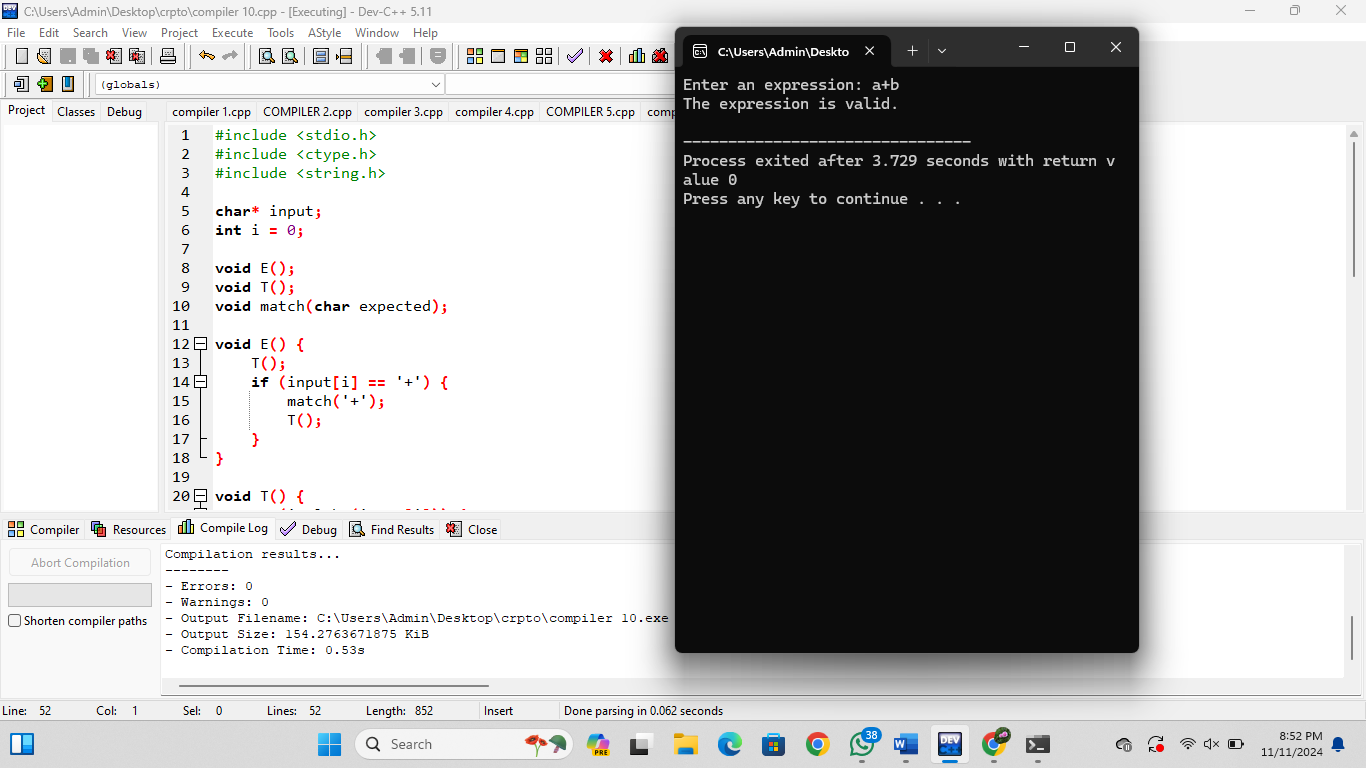 C:\Users\Admin\Desktop\crpto\compiler 10.cpp - [Executing] - Dev-C++ 5.11
File Edit Search View Project Execute Tools AStyle Window Help
(globals)
Project Classes Debug
compiler 1.cpp COMPILER 2.cpp compiler 3.cpp compiler 4.cpp COMPILER 5.cpp
1 #include <stdio.h>
2 #include <ctype.h>
3 #include <string.h>
4
5 char* input;
6 int i = 0;
7
8 void E();
9 void T();
10 void match(char expected);
11
12 void E() {
13 T();
14 if (input[i] == '+') {
15 match('+');
16 T();
17 }
18 }
19
20 void T() {
C:\Users\Admin\Deskto
Enter an expression: a+b
The expression is valid.
--------------------------------
Process exited after 3.729 seconds with return v
alue 0
Press any key to continue . . .
Compiler Resources Compile Log Debug Find Results Close
Abort Compilation
Shorten compiler paths
Compilation results...
--------
- Errors: 0
- Warnings: 0
- Output Filename: C:\Users\Admin\Desktop\crpto\compiler 10.exe
- Output Size: 154.2763671875 KiB
- Compilation Time: 0.53s
Line: 52 Col: 1 Sel: 0 Lines: 52 Length: 852 Insert Done parsing in 0.062 seconds
Search
PRE
38
DEV
8:52 PM
11/11/2024